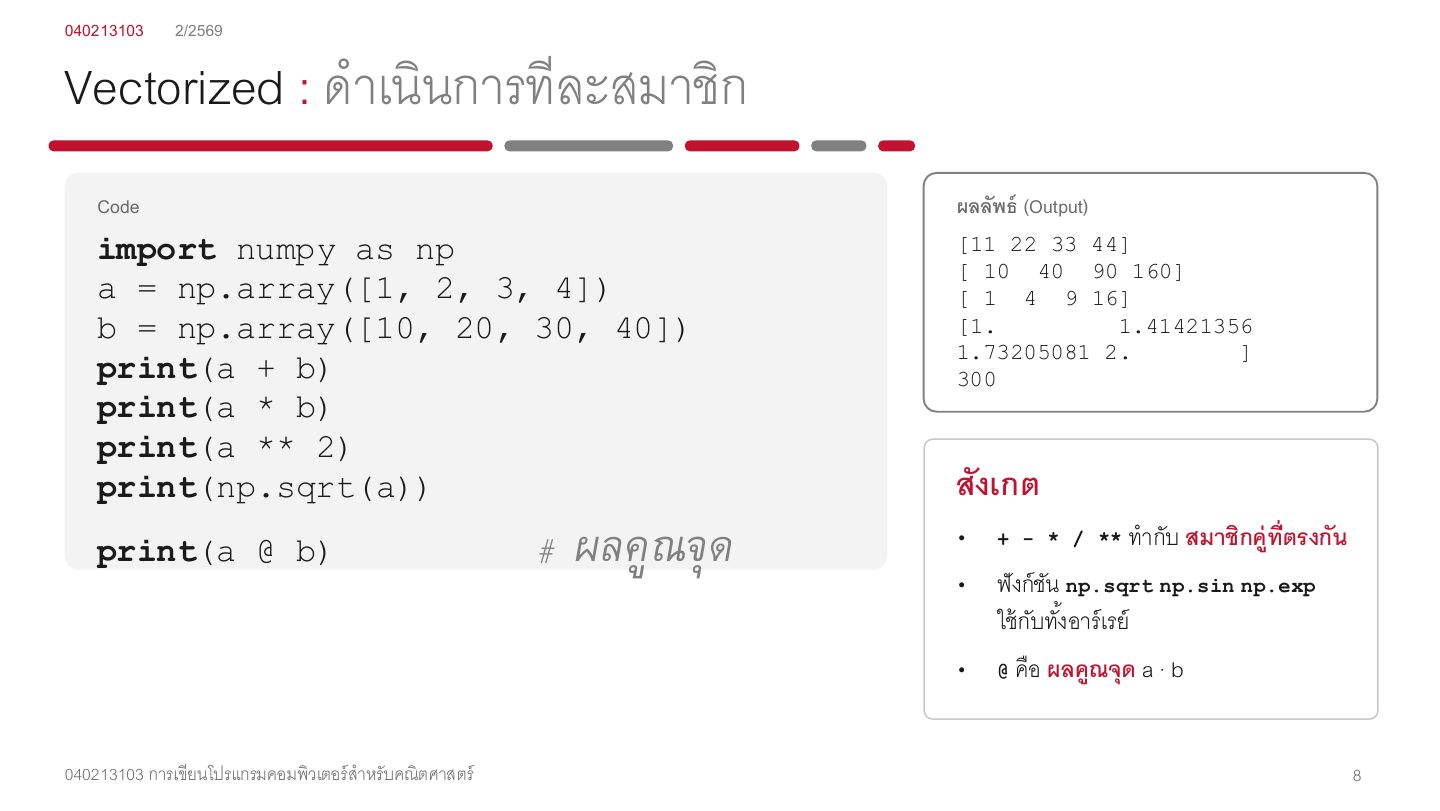 040213103 2/2569
Vectorized : ดำเนินการทีละสมาชิก
Code
import numpy as np
a = np.array([1, 2, 3, 4])
b = np.array([10, 20, 30, 40])
print(a + b)
print(a * b)
print(a ** 2)
print(np.sqrt(a))
print(a @ b) # ผลคูณจุด
ผลลัพธ์ (Output)
[11 22 33 44]
[ 10  40  90 160]
[ 1  4  9 16]
[1.         1.41421356
1.73205081 2.        ]
300
สังเกต
• + - * / ** ทำกับ สมาชิกคู่ที่ตรงกัน
• ฟังก์ชัน np.sqrt np.sin np.exp
ใช้กับทั้งอาร์เรย์
• @ คือ ผลคูณจุด a · b
040213103 การเขียนโปรแกรมคอมพิวเตอร์สำหรับคณิตศาสตร์
8